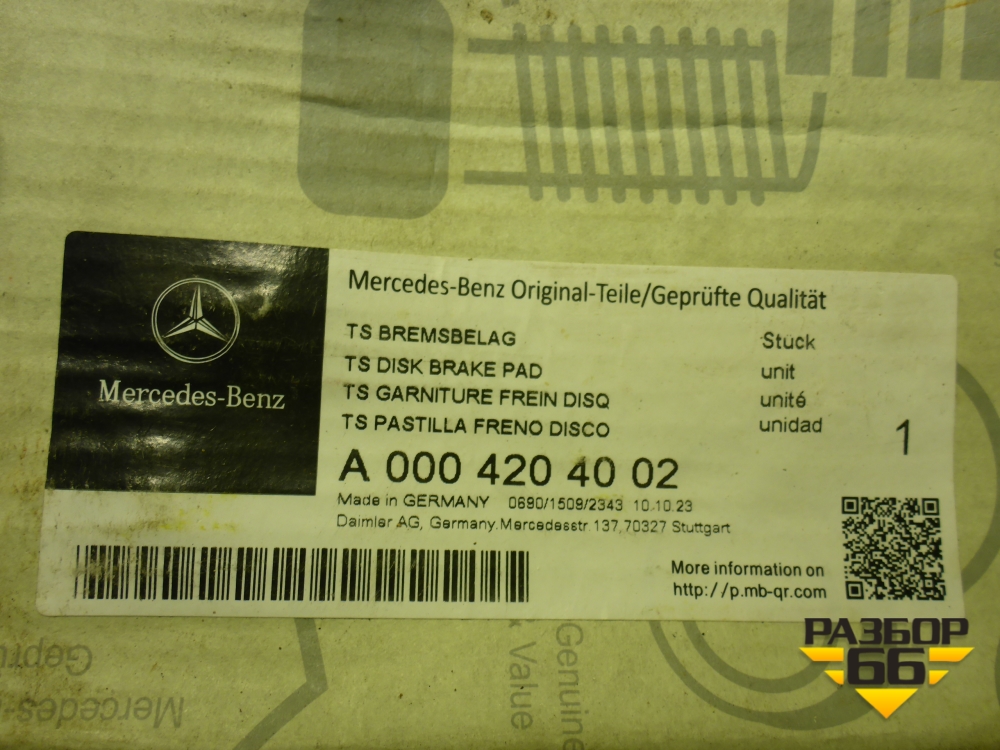 Mercedes-Benz
Mercedes-Benz Original-Teile/Geprüfte Qualität
TS BREMSBELAG Stück
TS DISK BRAKE PAD unit
TS GARNITURE FREIN DISQ unité
TS PASTILLA FRENO DISCO unidad
1
A 000 420 40 02
Made in GERMANY 0690/1509/2343 10.10.23
Daimler AG, Germany.Mercedesstr.137,70327 Stuttgart
More information on
http://p.mb-qr.com
РАЗБОР
66
Genuine
& Value
Geprü
Mercedes-